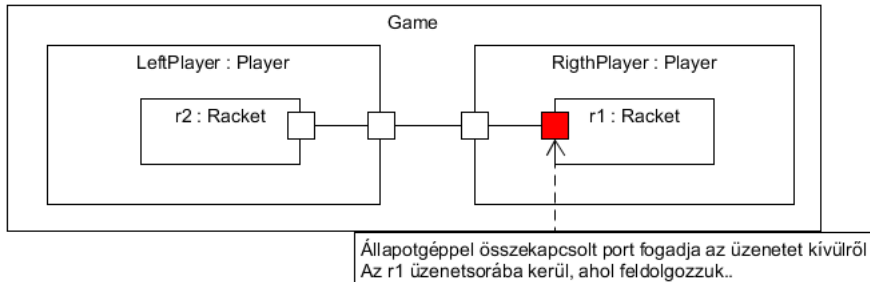 Game
LeftPlayer : Player
RigthPlayer : Player
r2 : Racket
r1 : Racket
Állapotgéppel összekapcsolt port fogadja az üzenetet kívülről
Az r1 üzenetsorába kerül, ahol feldolgozzuk..